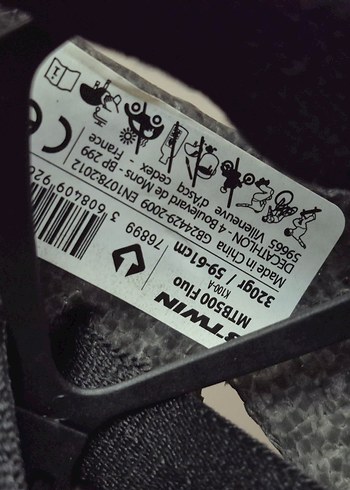 B'TWIN
MTB500 Fluo
K100-A
320gr / 59-61cm
Made in China GB24429-2009 EN1078:2012
DECATHLON - 4 Boulevard de Mons - BP 299
59665 Villeneuve d'Ascq cedex - France
76899
3 608409 92
CE